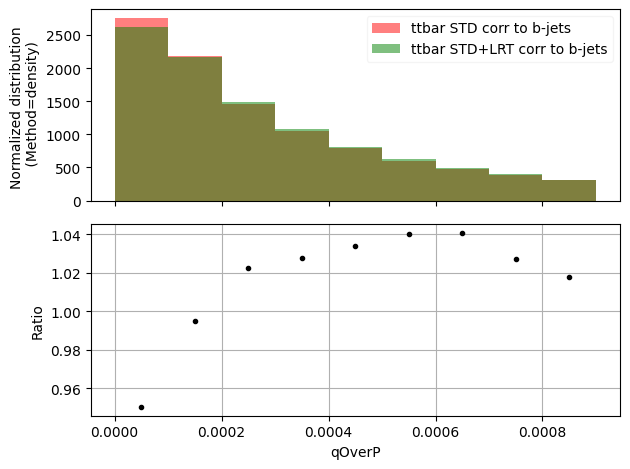 Normalized distribution
(Method=density)
2500
2000
1500
1000
500
0
ttbar STD corr to b-jets
ttbar STD+LRT corr to b-jets
Ratio
1.04
1.02
1.00
0.98
0.96
0.0000 0.0002 0.0004 0.0006 0.0008
qOverP